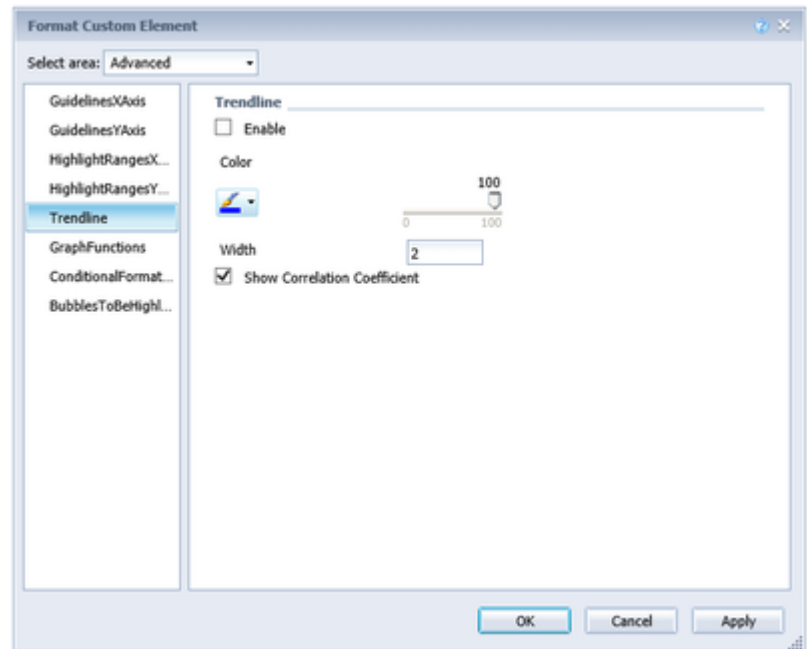 Format Custom Element
Select area: Advanced
GuidelinesXAxis
GuidelinesYAxis
HighlightRangesX...
HighlightRangesY...
Trendline
GraphFunctions
ConditionalFormat...
BubblesToBeHighl...
Trendline
Enable
Color
100
0 100
Width 2
Show Correlation Coefficient
OK Cancel Apply